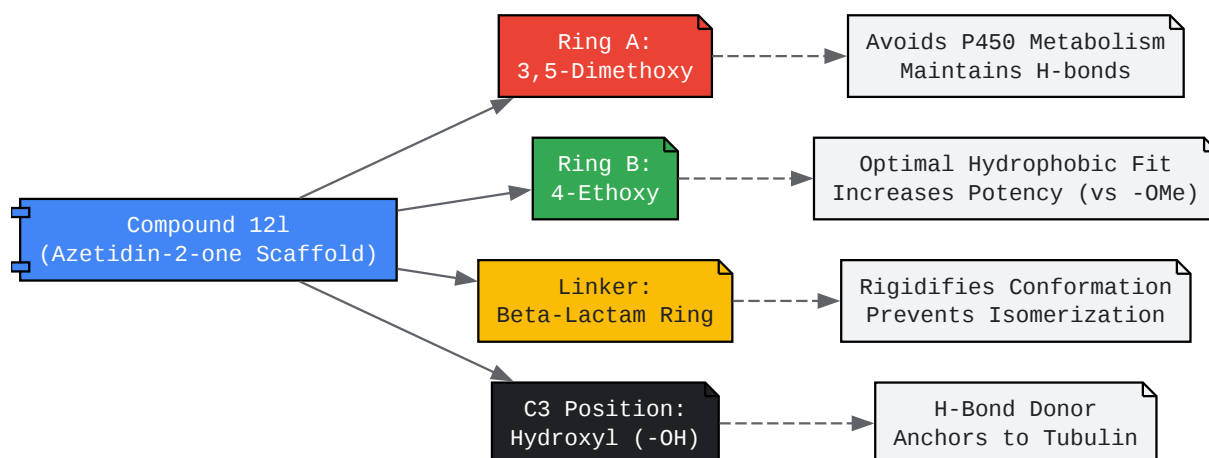 Compound 12l
(Azetidin-2-one Scaffold)
Ring A:
3,5-Dimethoxy
Avoids P450 Metabolism
Maintains H-bonds
Ring B:
4-Ethoxy
Optimal Hydrophobic Fit
Increases Potency (vs -OMe)
Linker:
Beta-Lactam Ring
Rigidifies Conformation
Prevents Isomerization
C3 Position:
Hydroxyl (-OH)
H-Bond Donor
Anchors to Tubulin